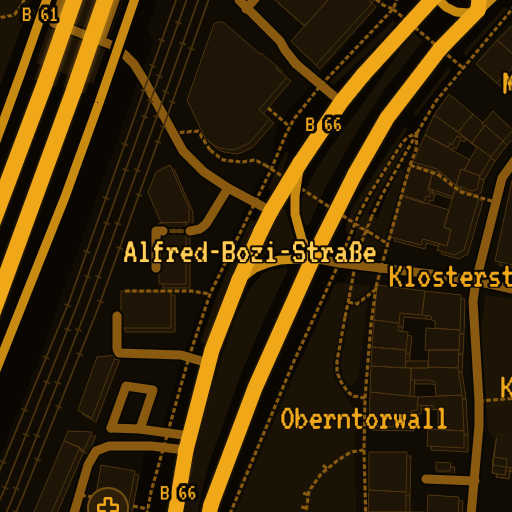 B 61
B 66
Alfred-Bozi-Straße
Klosterst
Oberntorwall
B 66